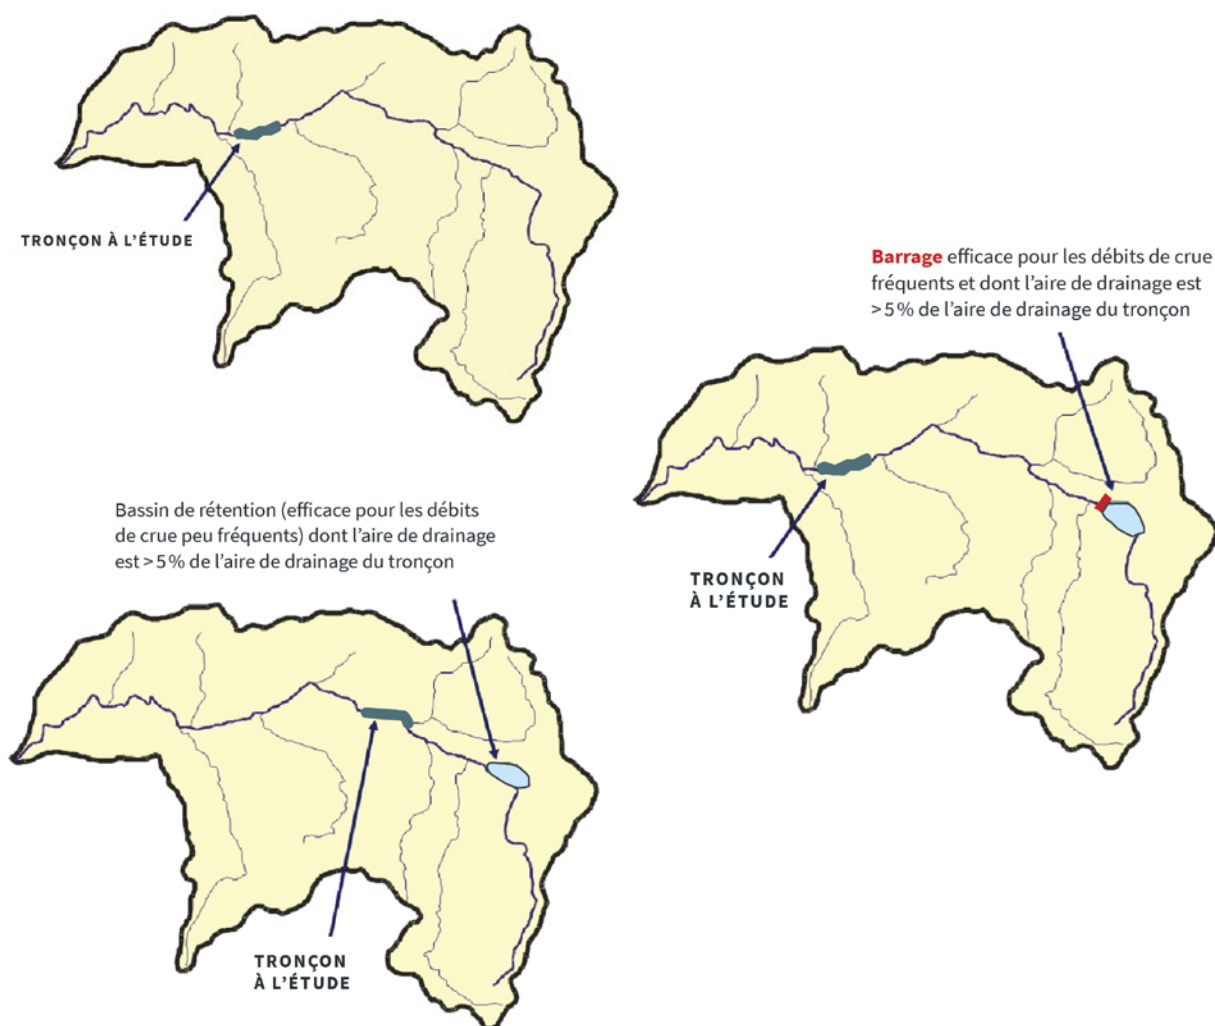 TRONÇON À L’ÉTUDE
Barrage efficace pour les débits de crue
fréquents et dont l’aire de drainage est
> 5 % de l’aire de drainage du tronçon
TRONÇON
À L’ÉTUDE
Bassin de rétention (efficace pour les débits
de crue peu fréquents) dont l’aire de drainage
est > 5 % de l’aire de drainage du tronçon
TRONÇON
À L’ÉTUDE